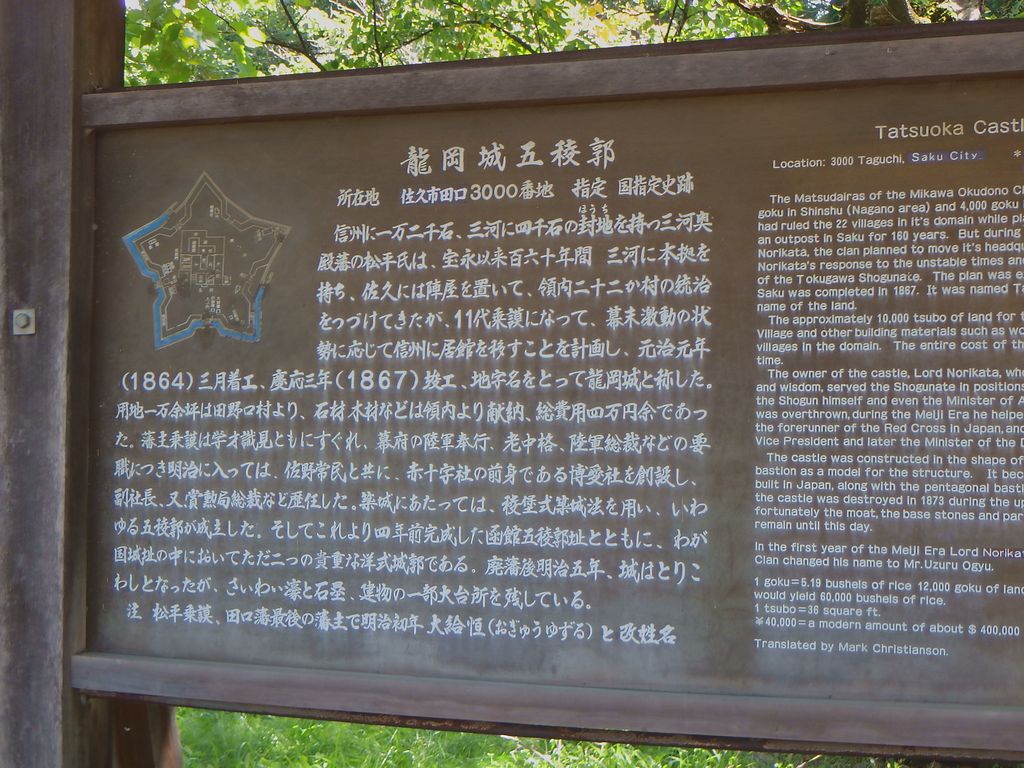 龍岡城五稜郭
所在地 佐久市田口3000番地 指定 国指定史跡
ほうち
信州に一万二千石、三河に四千石の封地を持つ三河奥
殿藩の松平氏は、宝永以来百六十年間 三河に本拠を
持ち、佐久には陣屋を置いて、領内二十二か村の統治
をつづけてきたが、11代乗謨になって、幕末激動の状
勢に応じて信州に居館を移すことを計画し、元治元年
(1864)三月着工、慶応三年(1867)竣工、地字名をとって龍岡城と称した。
用地一万余坪は田野口村より、石材木材などは領内より献納、総費用四万円余であっ
た。藩主乗謨は学才識見ともにすぐれ、幕府の陸軍奉行、老中格、陸軍総裁などの要
職につき明治に入っては、佐野常民と共に、赤十字社の前身である博愛社を創設し、
副社長、又、賞勲局総裁など歴任した。築城にあたっては、稜堡式築城法を用い、いわ
ゆる五稜郭が成立した。そしてこれより四年前完成した函館五稜郭址とともに、わが
国城址の中においてただ二つの貴重な洋式城郭である。廃藩後明治五年、城はとりこ
わしとなったが、さいわい濠と石塁、建物の一部大台所を残している。
注 松平乗謨、田口藩最後の藩主で明治初年 大給恒(おぎゅうゆずる)と改姓名
Tatsuoka Castl
Location: 3000 Taguchi, Saku City. *
The Matsudairas of the Mikawa Okudono Cl
goku in Shinshu (Nagano area) and 4,000 goku i
had ruled the 22 villages in it's domain while pl
an outpost in Saku for 160 years. But during
Norikata, the clan planned to move it's headqu
Norikata's response to the unstable times and
of the Tokugawa Shogunate. The plan was e
Saku was completed in 1867. It was named Ta
name of the land.
The approximately 10,000 tsubo of land for t
Village and other building materials such as wo
villages in the domain. The entire cost of th
time.
The owner of the castle, Lord Norikata, who
and wisdom, served the Shogunate in positions
the Shogun himself and even the Minister of A
was overthrown, during the Meiji Era he helpe
the forerunner of the Red Cross in Japan, and
Vice President and later the Minister of the D
The castle was constructed in the shape of
bastion as a model for the structure. It bec
built in Japan, along with the pentagonal basti
the castle was destroyed in 1873 during the up
fortunately the moat, the base stones and par
remain until this day.
In the first year of the Meiji Era Lord Norikat
Clan changed his name to Mr. Uzuru Ogyu.
1 goku=5.19 bushels of rice 12,000 goku of land
would yield 60,000 bushels of rice.
1 tsubo=36 square ft.
¥40,000=a modern amount of about $ 400,000
Translated by Mark Christianson.